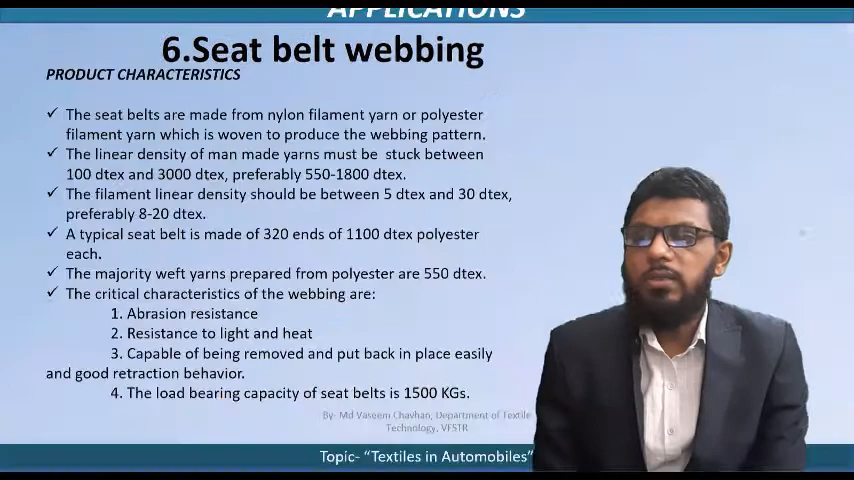 APPLICATIONS
6.Seat belt webbing
PRODUCT CHARACTERISTICS
✓ The seat belts are made from nylon filament yarn or polyester
filament yarn which is woven to produce the webbing pattern.
✓ The linear density of man made yarns must be stuck between
100 dtex and 3000 dtex, preferably 550-1800 dtex.
✓ The filament linear density should be between 5 dtex and 30 dtex,
preferably 8-20 dtex.
✓ A typical seat belt is made of 320 ends of 1100 dtex polyester
each.
✓ The majority weft yarns prepared from polyester are 550 dtex.
✓ The critical characteristics of the webbing are:
1. Abrasion resistance
2. Resistance to light and heat
3. Capable of being removed and put back in place easily
and good retraction behavior.
4. The load bearing capacity of seat belts is 1500 KGs.
By- Md Vaseem Chavhan, Department of Textile
Technology, VFSTR
Topic- “Textiles in Automobiles”